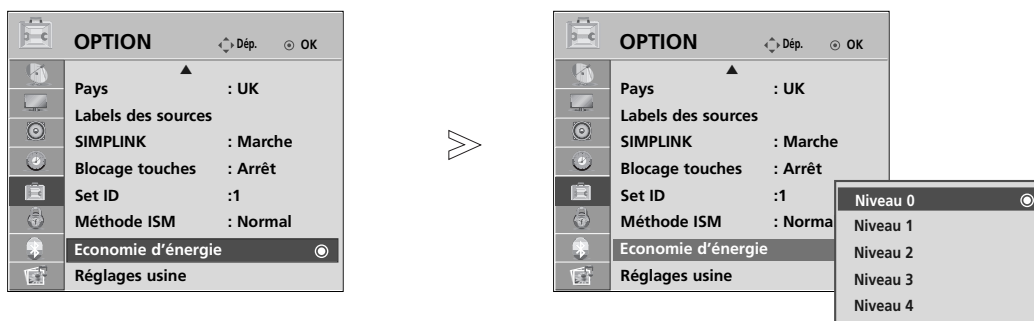 OPTION Dép. OK
Pays : UK
Labels des sources
SIMPLINK : Marche
Blocage touches : Arrêt
Set ID :1
Méthode ISM : Normal
Economie d'énergie
Réglages usine
OPTION Dép. OK
Pays : UK
Labels des sources
SIMPLINK : Marche
Blocage touches : Arrêt
Set ID :1
Méthode ISM : Norma
Economie d'énergie
Réglages usine
Niveau 0
Niveau 1
Niveau 2
Niveau 3
Niveau 4